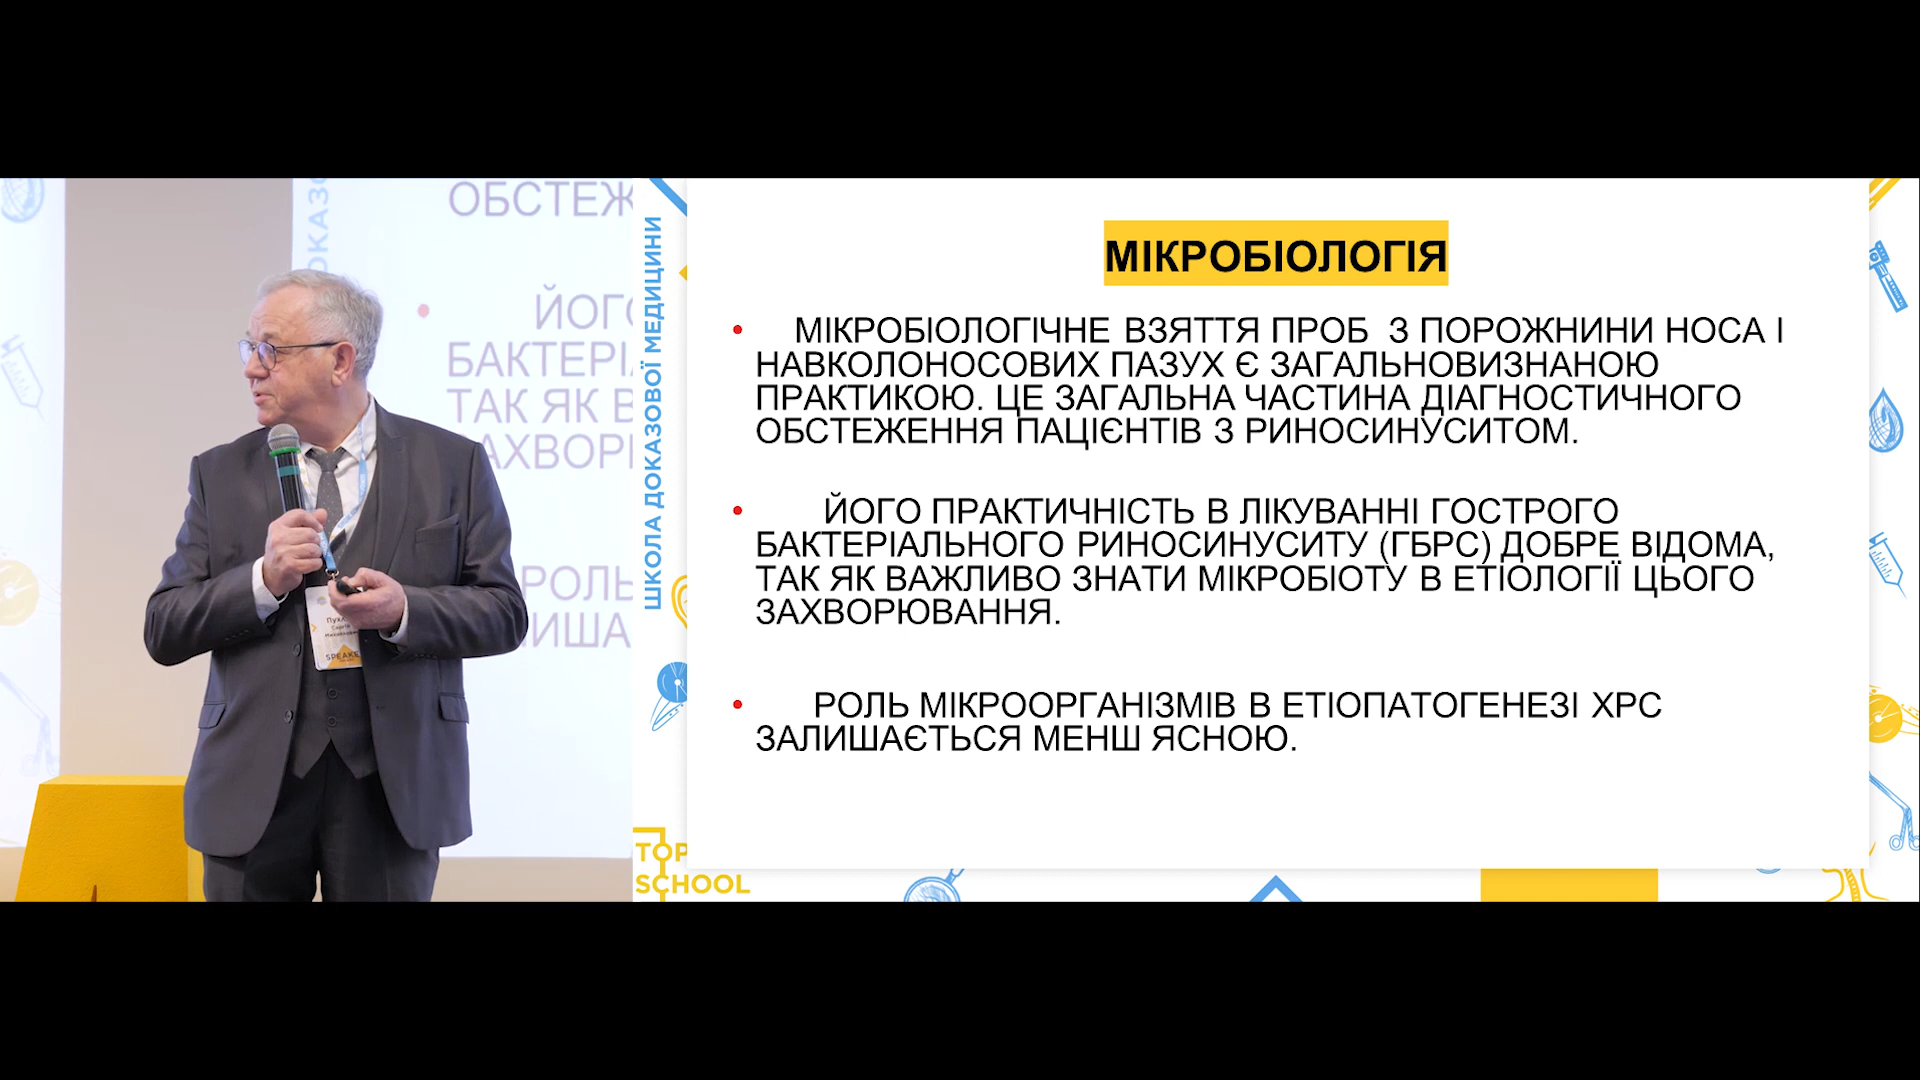 ОБСТЕЖ
ЙОГО
БАКТЕРІ
ТАК ЯК В
ЗАХВОРЮ
РОЛЬ
SPEAKER
ШКОЛА ДОКАЗОВОЇ МЕДИЦИНИ
TOP
SCHOOL
МІКРОБІОЛОГІЯ
• МІКРОБІОЛОГІЧНЕ ВЗЯТТЯ ПРОБ З ПОРОЖНИНИ НОСА І
НАВКОЛОНОСОВИХ ПАЗУХ Є ЗАГАЛЬНОВИЗНАНОЮ
ПРАКТИКОЮ. ЦЕ ЗАГАЛЬНА ЧАСТИНА ДІАГНОСТИЧНОГО
ОБСТЕЖЕННЯ ПАЦІЄНТІВ З РИНОСИНУСИТОМ.
• ЙОГО ПРАКТИЧНІСТЬ В ЛІКУВАННІ ГОСТРОГО
БАКТЕРІАЛЬНОГО РИНОСИНУСИТУ (ГБРС) ДОБРЕ ВІДОМА,
ТАК ЯК ВАЖЛИВО ЗНАТИ МІКРОБІОТУ В ЕТІОЛОГІЇ ЦЬОГО
ЗАХВОРЮВАННЯ.
• РОЛЬ МІКРООРГАНІЗМІВ В ЕТІОПАТОГЕНЕЗІ ХРС
ЗАЛИШАЄТЬСЯ МЕНШ ЯСНОЮ.